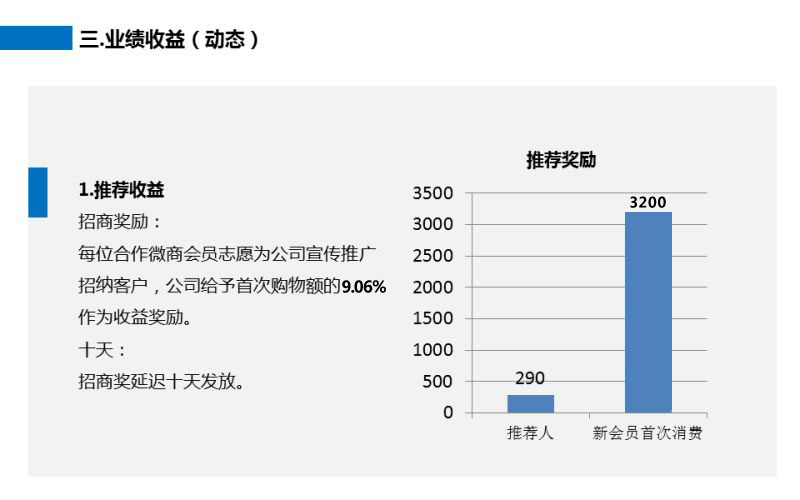 三.业绩收益（动态）
1.推荐收益
招商奖励：
每位合作微商会员志愿为公司宣传推广
招纳客户，公司给予首次购物额的9.06%
作为收益奖励。
十天：
招商奖延迟十天发放。
推荐奖励
3500
3000
2500
2000
1500
1000
500
0
290
3200
推荐人
新会员首次消费